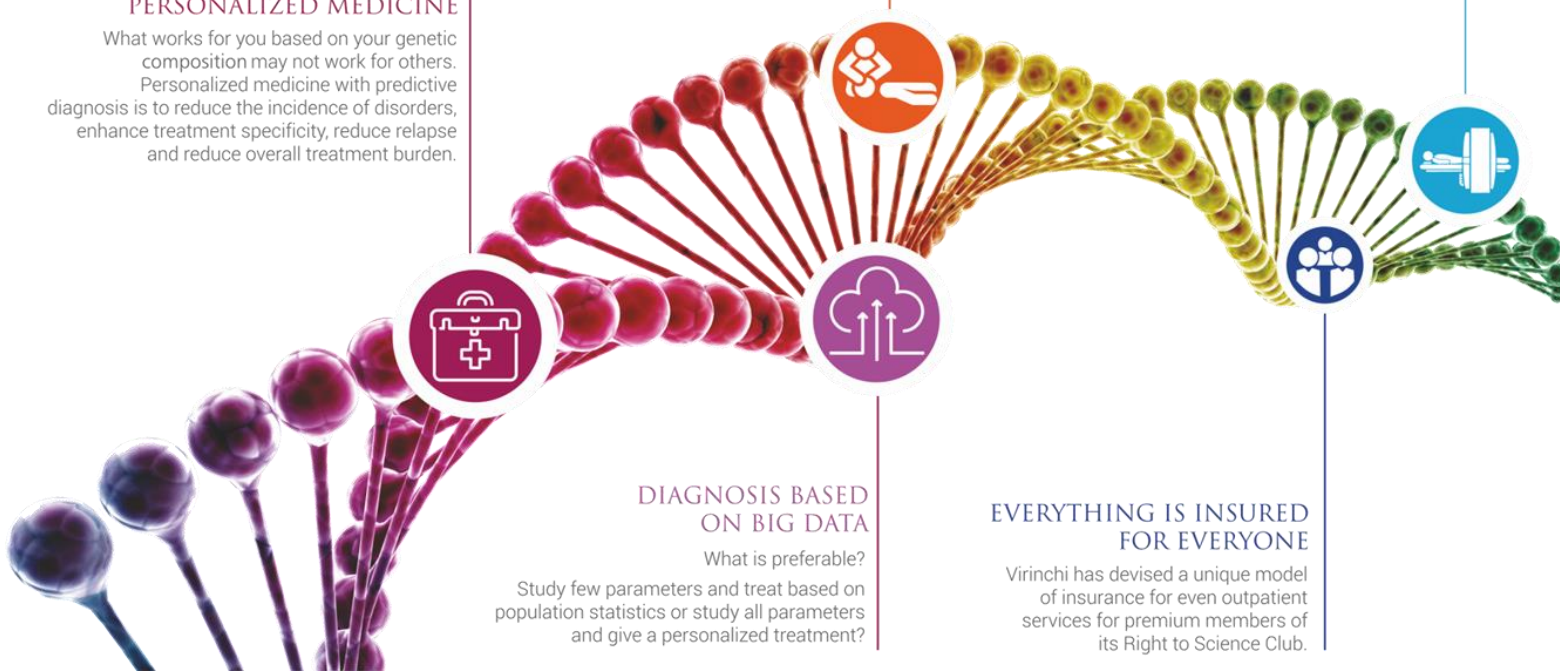 PERSONALIZED MEDICINE
What works for you based on your genetic
composition may not work for others.
Personalized medicine with predictive
diagnosis is to reduce the incidence of disorders,
enhance treatment specificity, reduce relapse
and reduce overall treatment burden.
DIAGNOSIS BASED
ON BIG DATA
What is preferable?
Study few parameters and treat based on
population statistics or study all parameters
and give a personalized treatment?
EVERYTHING IS INSURED
FOR EVERYONE
Virinchi has devised a unique model
of insurance for even outpatient
services for premium members of
its Right to Science Club.